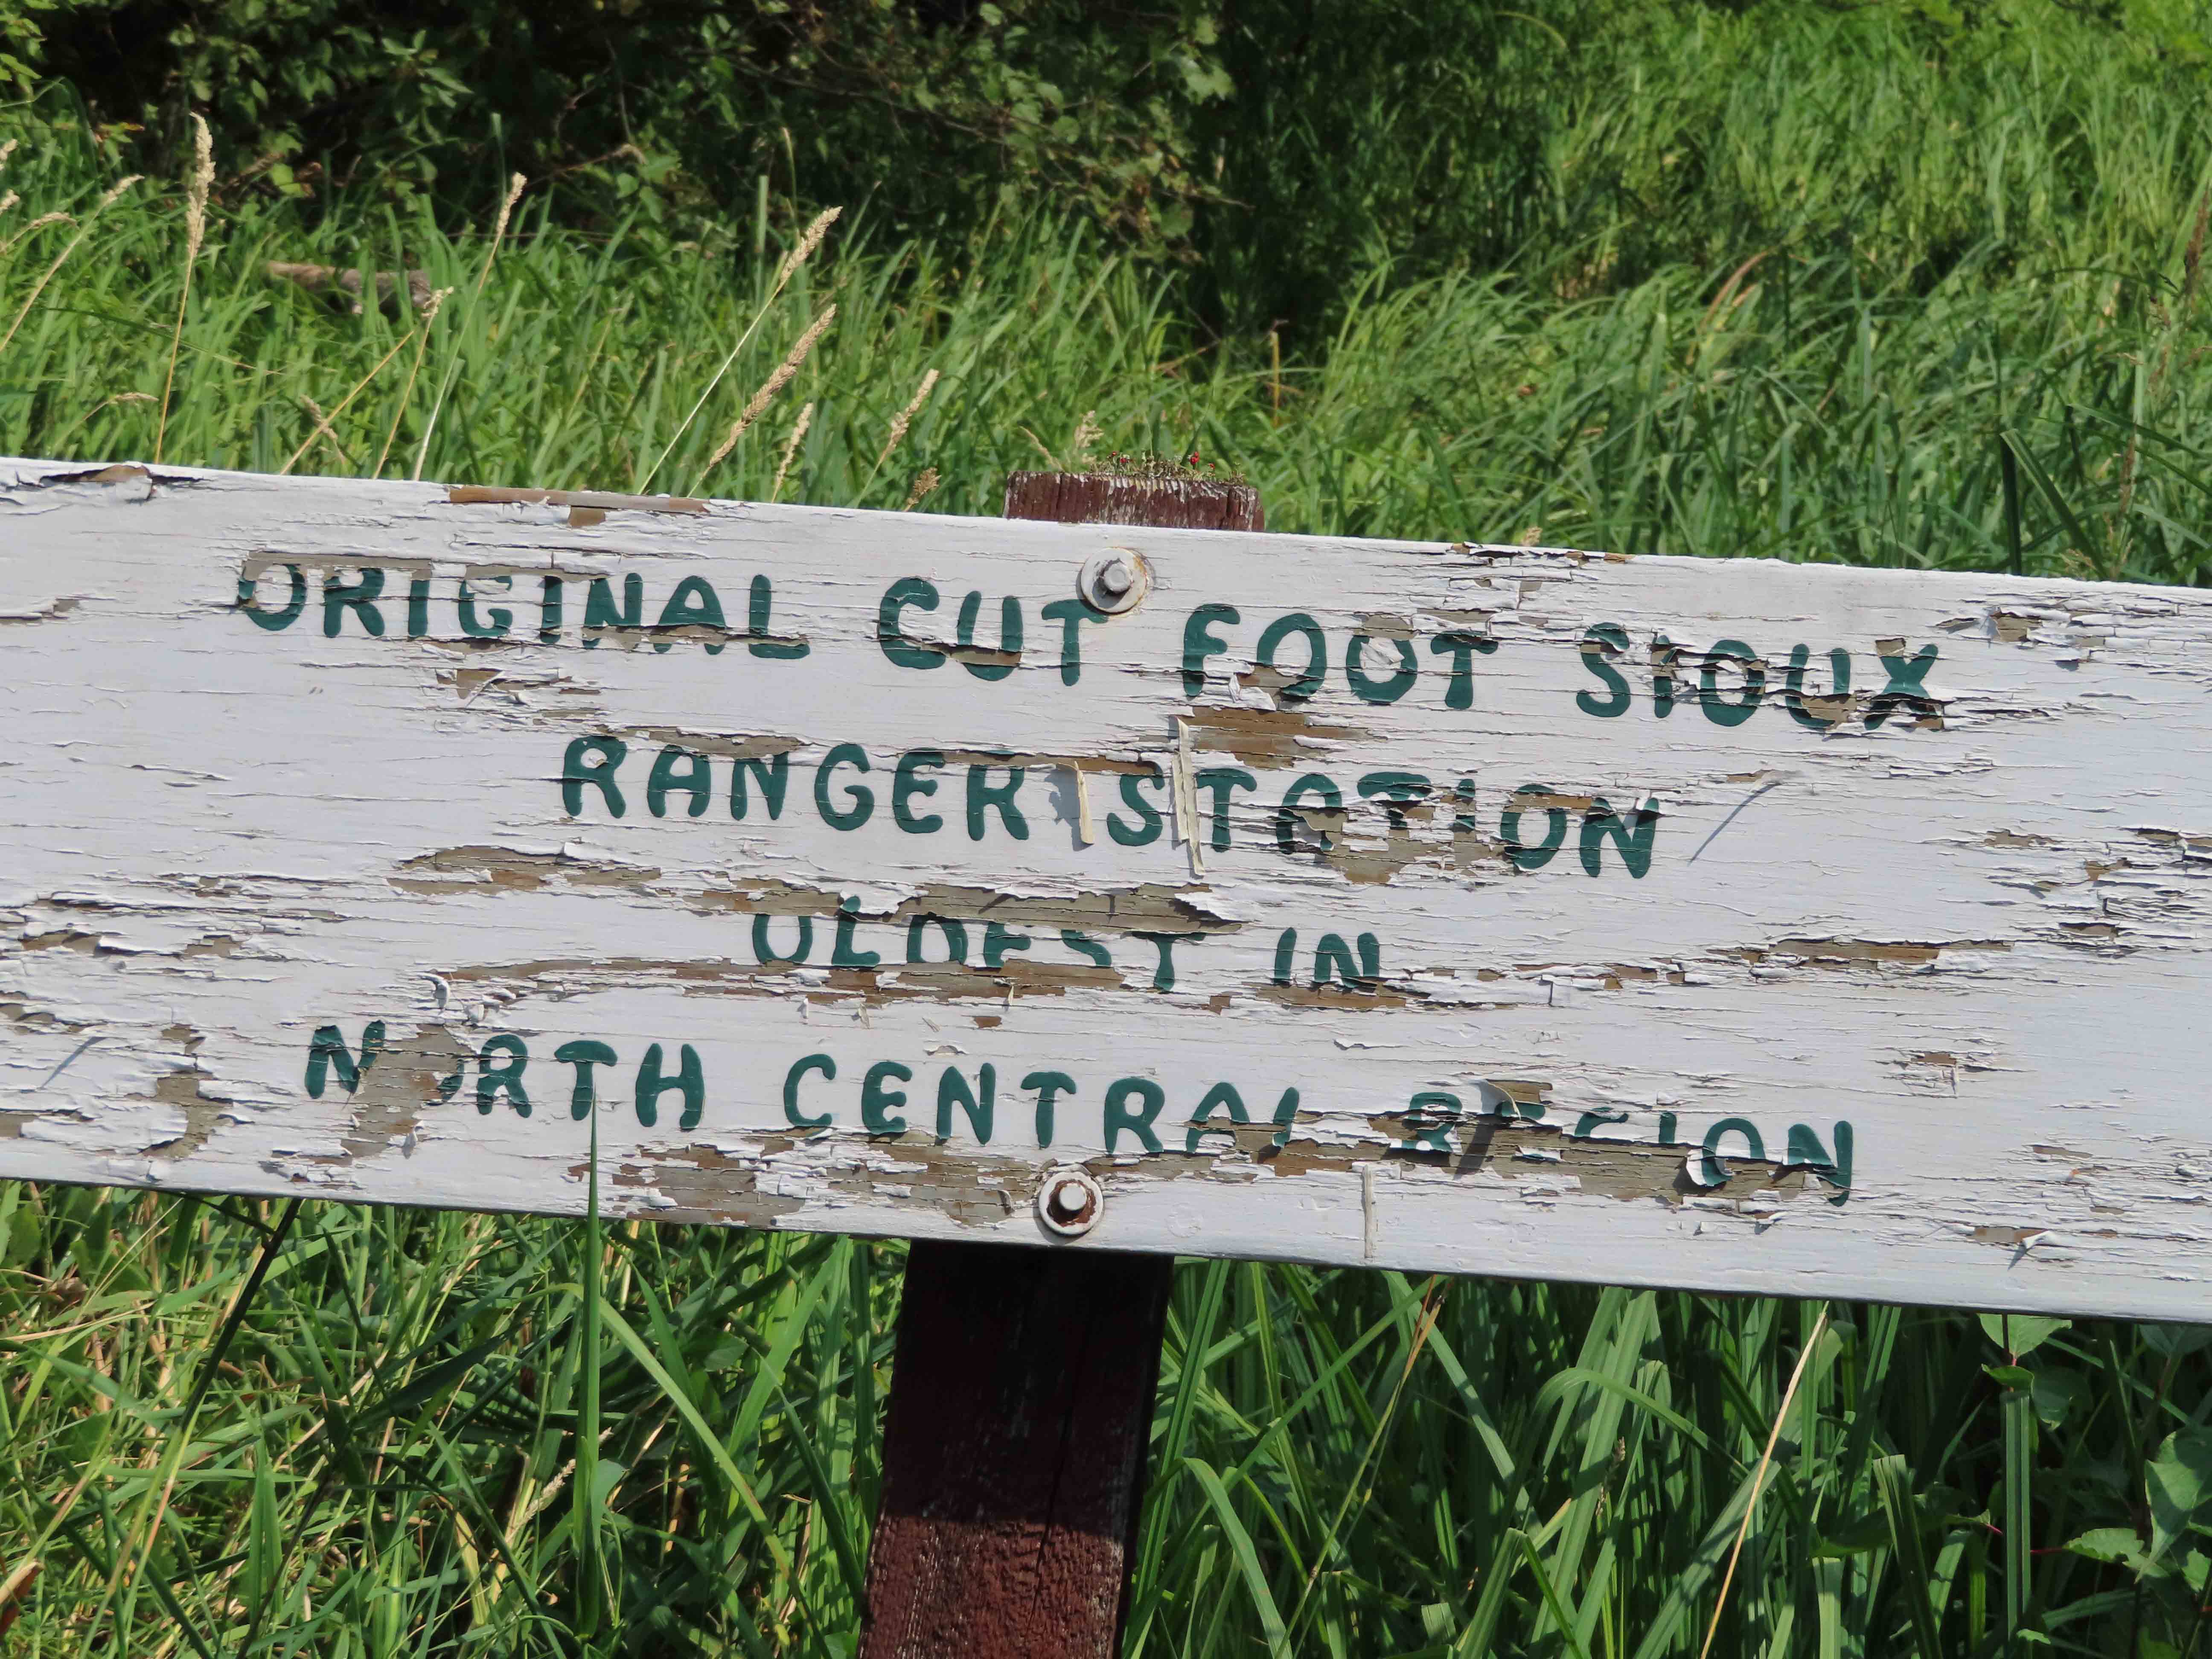 ORIGINAL CUT FOOT SIOUX
RANGER STATION
OLDEST IN
NORTH CENTRAL REGION